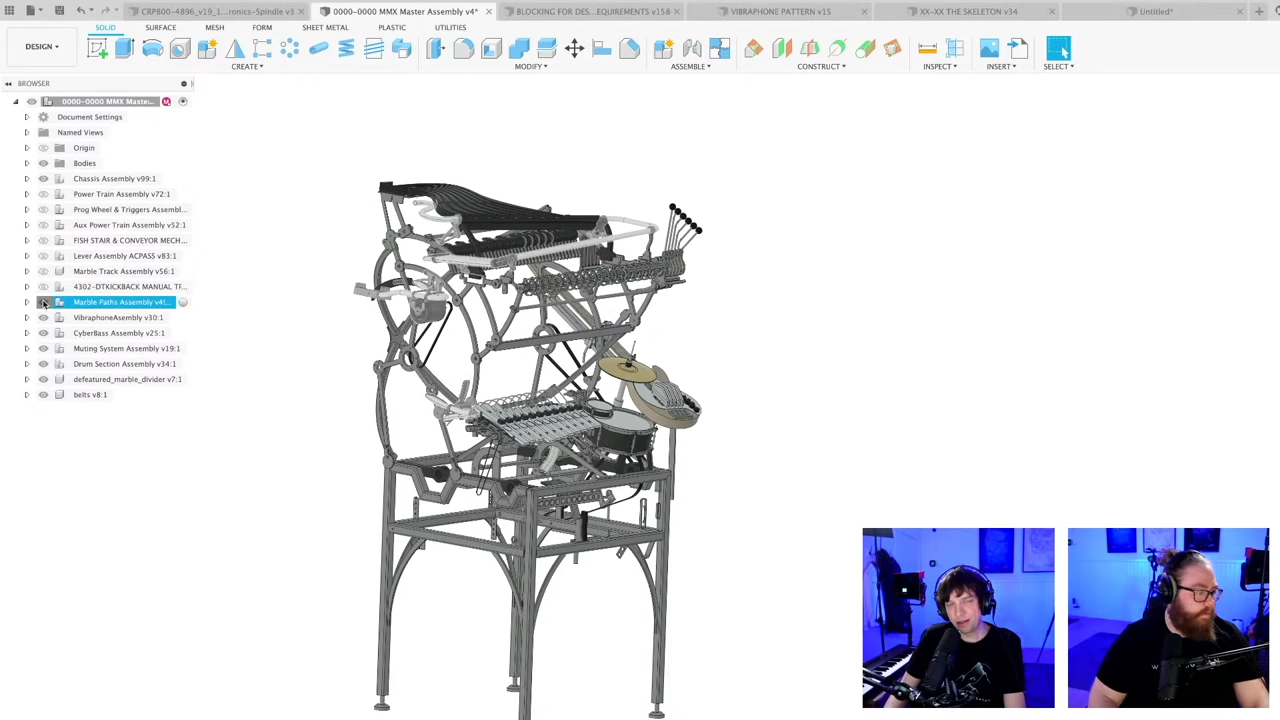 CRP800-4896_v19_1...ronics-Spindle v3
0000-0000 MMX Master Assembly v4*
BLOCKING FOR DES...EQUIREMENTS v158
VIBRAPHONE PATTERN v15
XX-XX THE SKELETON v34
Untitled*
SOLID
SURFACE
MESH
FORM
SHEET METAL
PLASTIC
UTILITIES
DESIGN
CREATE
MODIFY
ASSEMBLE
CONSTRUCT
INSPECT
INSERT
SELECT
BROWSER
0000-0000 MMX Maste...
M
Document Settings
Named Views
Origin
Bodies
Chassis Assembly v99:1
Power Train Assembly v72:1
Prog Wheel & Triggers Assembl...
Aux Power Train Assembly v52:1
FISH STAIR & CONVEYOR MECH...
Lever Assembly ACPASS v83:1
Marble Track Assembly v56:1
4302-DTKICKBACK MANUAL TF...
Marble Paths Assembly v4!...
VibraphoneAsembly v30:1
CyberBass Assembly v25:1
Muting System Assembly v19:1
Drum Section Assembly v34:1
defeatured_marble_divider v7:1
belts v8:1